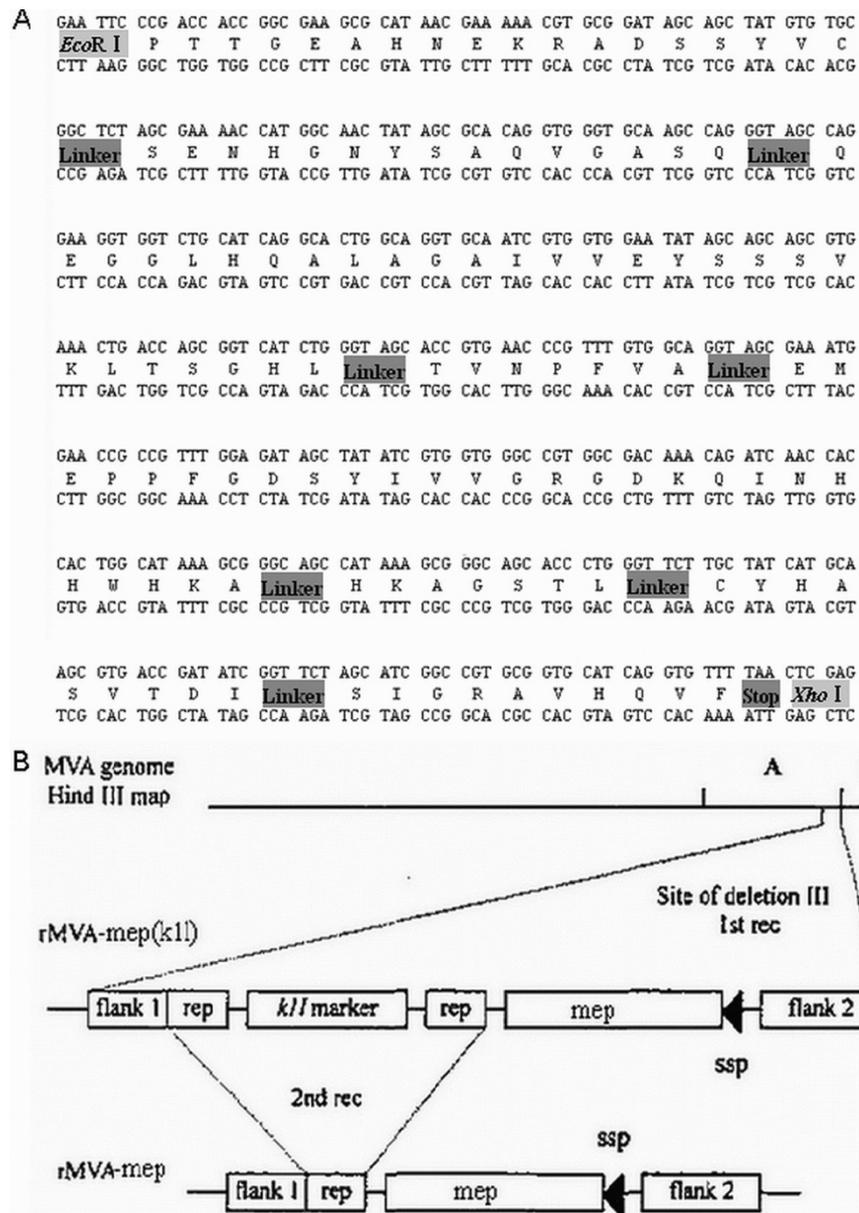 A
GAA TTC CCG ACC ACC GGC GAA GCG CAT AAC GAA AAA CGT GCG GAT AGC AGC TAT GTG TGC
EcoR I P T T G E A H N E K R A D S S Y V C
CTT AAG GGC TGG TGG CCG CTT CGC GTA TTG CTT TTT GCA CGC CTA TCG TCG ATA CAC ACG
GGC TCT AGC GAA AAC CAT GGC AAC TAT AGC GCA CAG GTG GGT GCA AGC CAG GGT AGC CAG
Linker S E N H G N Y S A Q V G A S Q Linker Q
CCG AGA TCG CTT TTG GTA CCG TTG ATA TCG CGT GTC CAC CCA CGT TCG GTC CCA TCG GTC
GAA GGT GGT CTG CAT CAG GCA CTG GCA GGT GCA ATC GTG GTG GAA TAT AGC AGC AGC GTG
E G G L H Q A L A G A I V V E Y S S S V
CTT CCA CCA GAC GTA GTC CGT GAC CGT CCA CGT TAG CAC CAC CTT ATA TCG TCG TCG CAC
AAA CTG ACC AGC GGT CAT CTG GGT AGC ACC GTG AAC CCG TTT GTG GCA GGT AGC GAA ATG
K L T S G H L Linker T V N P F V A Linker E M
TTT GAC TGG TCG CCA GTA GAC CCA TCG TGG CAC TTG GGC AAA CAC CGT CCA TCG CTT TAC
GAA CCG CCG TTT GGA GAT AGC TAT ATC GTG GTG GGC CGT GGC GAC AAA CAG ATC AAC CAC
E P P F G D S Y I V V G R G D K Q I N H
CTT GGC GGC AAA CCT CTA TCG ATA TAG CAC CAC CCG GCA CCG CTG TTT GTC TAG TTG GTG
CAC TGG CAT AAA GCG GGC AGC CAT AAA GCG GGC AGC ACC CTG GGT TCT TGC TAT CAT GCA
H W H K A Linker H K A G S T L Linker C Y H A
GTG ACC GTA TTT CGC CCG TCG GTA TTT CGC CCG TCG TGG GAC CCA AGA ACG ATA GTA CGT
AGC GTG ACC GAT ATC GGT TCT AGC ATC GGC CGT GCG GTG CAT CAG GTG TTT TAA CTC GAG
S V T D I Linker S I G R A V H Q V F Stop Xho I
TCG CAC TGG CTA TAG CCA AGA TCG TAG CCG GCA CGC CAC GTA GTC CAC AAA ATT GAG CTC
B
MVA genome A
Hind III map
Site of deletion III
1st rec
rMVA-mep(k1l)
flank 1 rep k1l marker rep mep flank 2
ssp
2nd rec
ssp
rMVA-mep
flank 1 rep mep flank 2